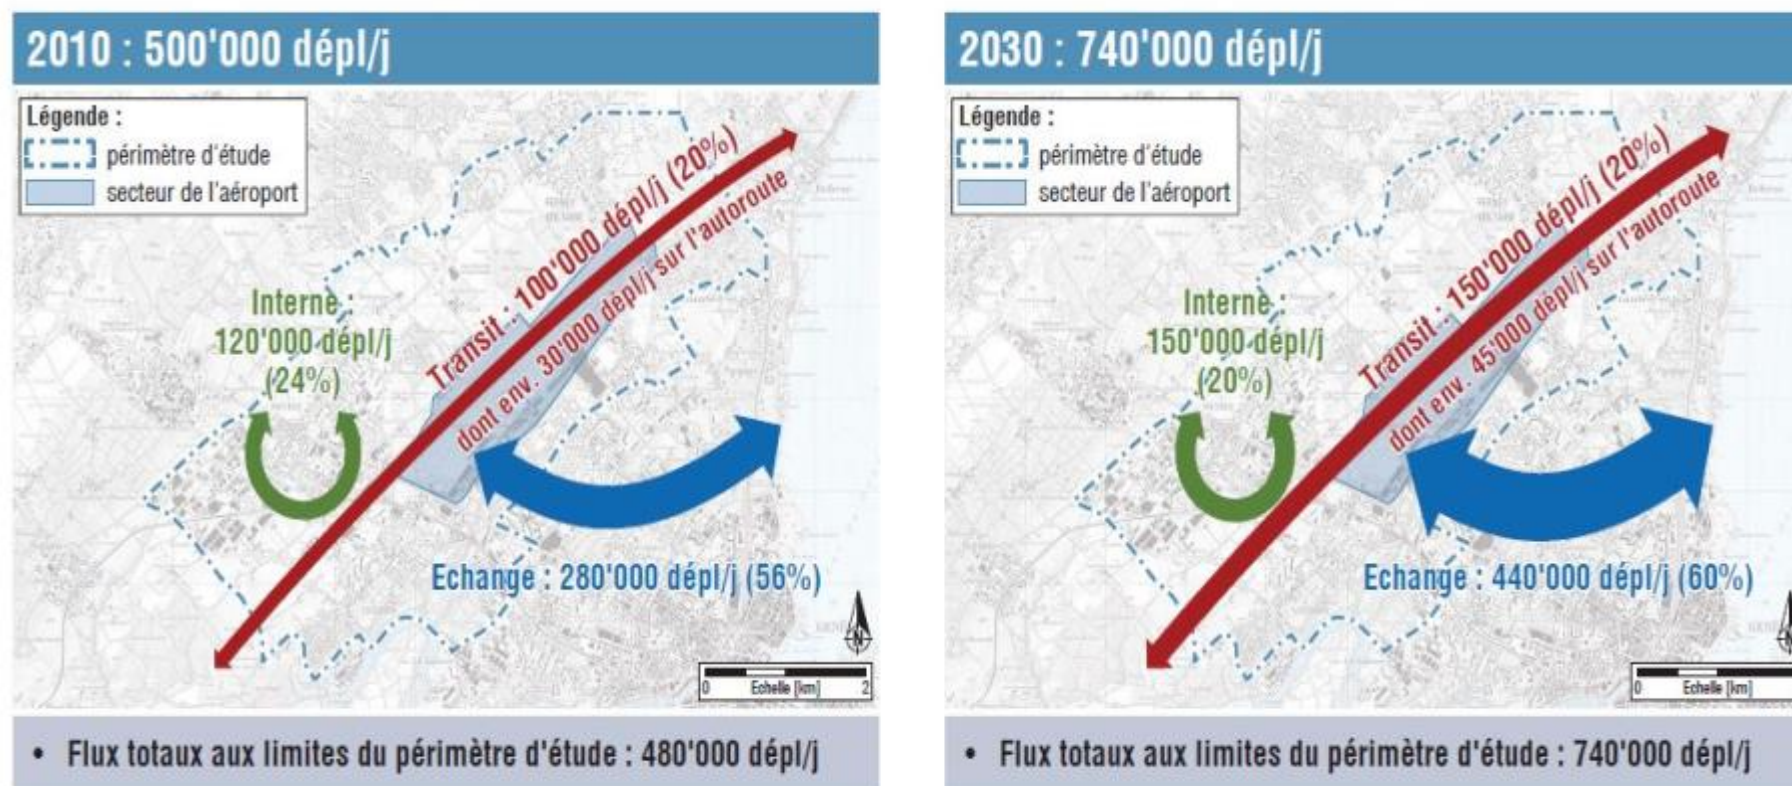 2010 : 500'000 dépl/j
Légende :
périmètre d'étude
secteur de l'aéroport
Interne :
120'000 dépl/j
(24%)
Transit : 100'000 dépl/j (20%)
dont env. 30'000 dépl/j sur l'autoroute
Echange : 280'000 dépl/j (56%)
N
0 Echelle [km] 2
• Flux totaux aux limites du périmètre d'étude : 480'000 dépl/j
2030 : 740'000 dépl/j
Légende :
périmètre d'étude
secteur de l'aéroport
Interne :
150'000 dépl/j
(20%)
Transit : 150'000 dépl/j (20%)
dont env. 45'000 dépl/j sur l'autoroute
Echange : 440'000 dépl/j (60%)
N
0 Echelle [km]
• Flux totaux aux limites du périmètre d'étude : 740'000 dépl/j